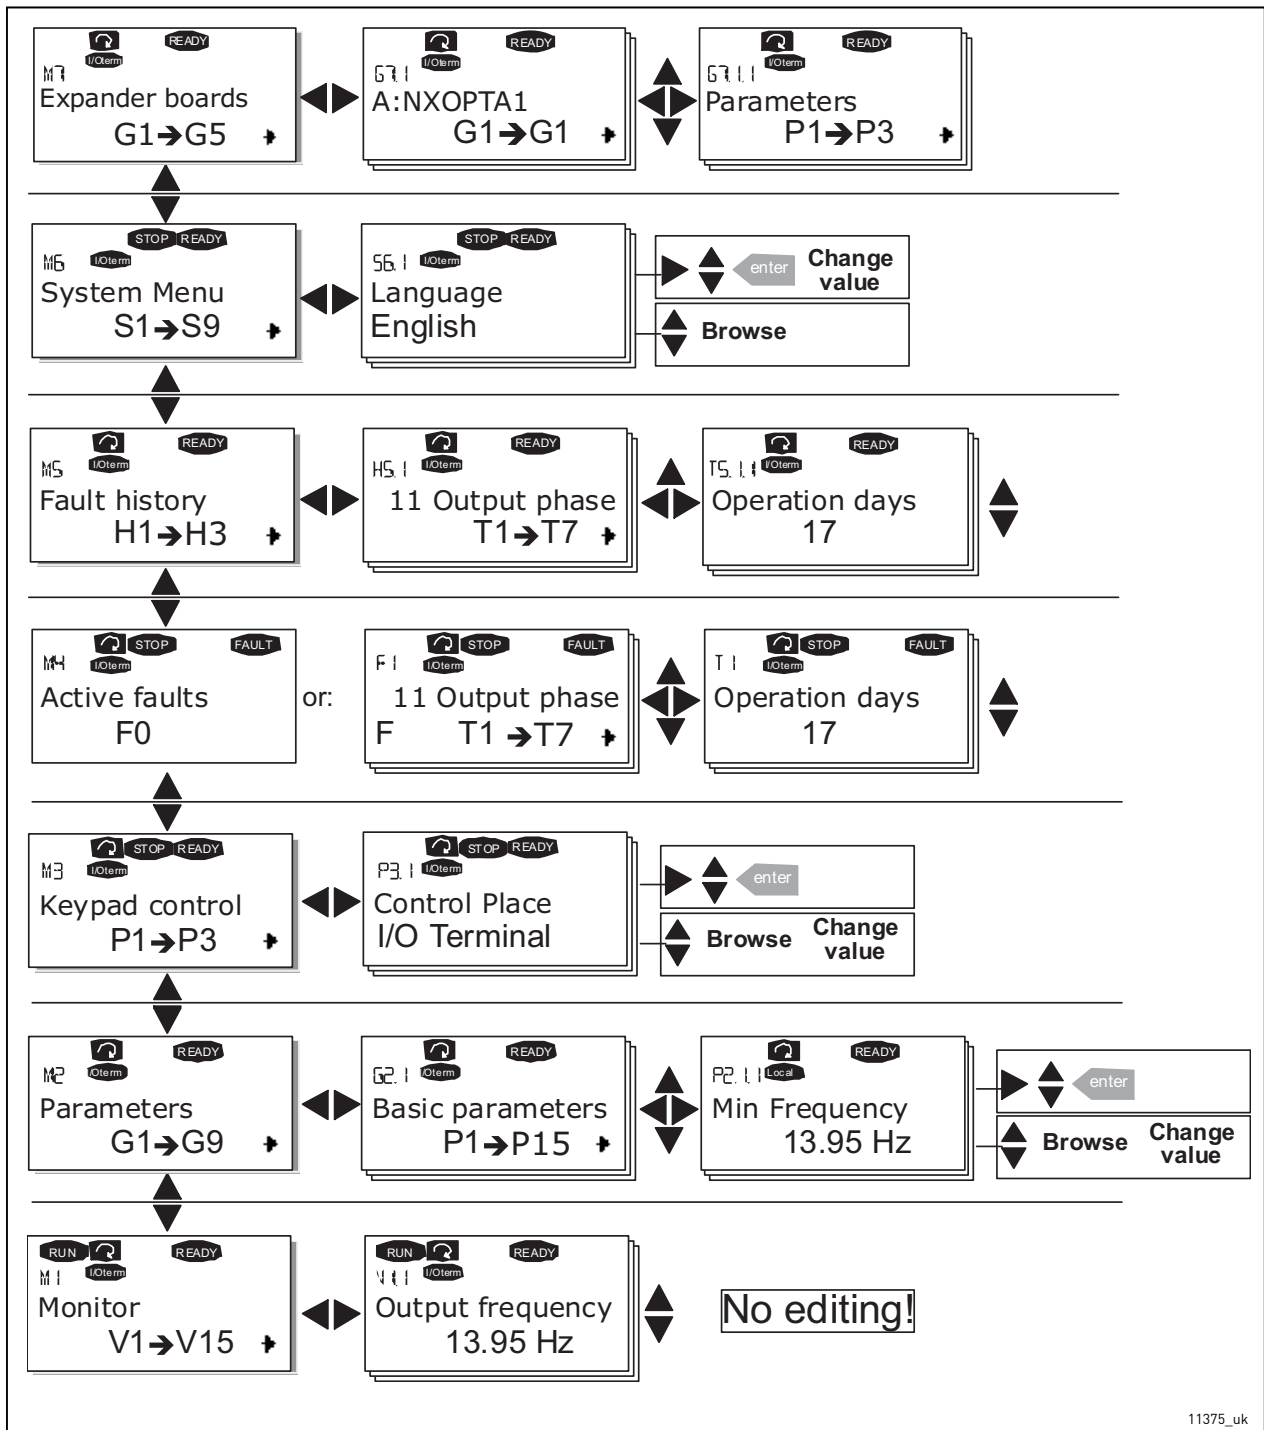 READY
I/Oterm
M7
Expander boards
G1➔G5
READY
I/Oterm
G7.1
A:NXOPTA1
G1➔G1
READY
I/Oterm
G7.1.1
Parameters
P1➔P3
STOP READY
M6 I/Oterm
System Menu
S1➔S9
STOP READY
S6.1 I/Oterm
Language
English
enter
Change
value
Browse
READY
M5 I/Oterm
Fault history
H1➔H3
READY
H5.1 I/Oterm
11 Output phase
T1➔T7
READY
T5.1.1 I/Oterm
Operation days
17
STOP FAULT
M4 I/Oterm
Active faults
F0
or:
STOP FAULT
F1 I/Oterm
11 Output phase
F T1 ➔T7
STOP FAULT
T1 I/Oterm
Operation days
17
STOP READY
M3 I/Oterm
Keypad control
P1➔P3
STOP READY
P3.1 I/Oterm
Control Place
I/O Terminal
enter
Browse
Change
value
READY
M2 I/Oterm
Parameters
G1➔G9
READY
G2.1 I/Oterm
Basic parameters
P1➔P15
READY
P2.1.1 Local
Min Frequency
13.95 Hz
enter
Browse
Change
value
RUN READY
M1 I/Oterm
Monitor
V1➔V15
RUN READY
V1.1 I/Oterm
Output frequency
13.95 Hz
No editing!
11375_uk